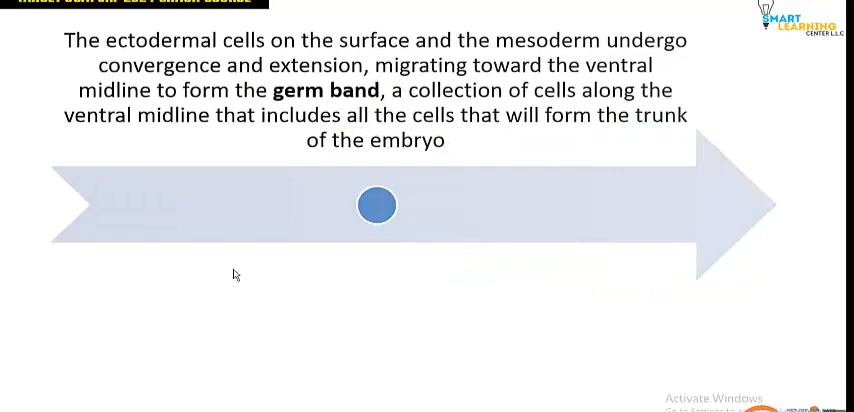 SMART
LEARNING
CENTER L.L.C
The ectodermal cells on the surface and the mesoderm undergo
convergence and extension, migrating toward the ventral
midline to form the germ band, a collection of cells along the
ventral midline that includes all the cells that will form the trunk
of the embryo
Activate Windows